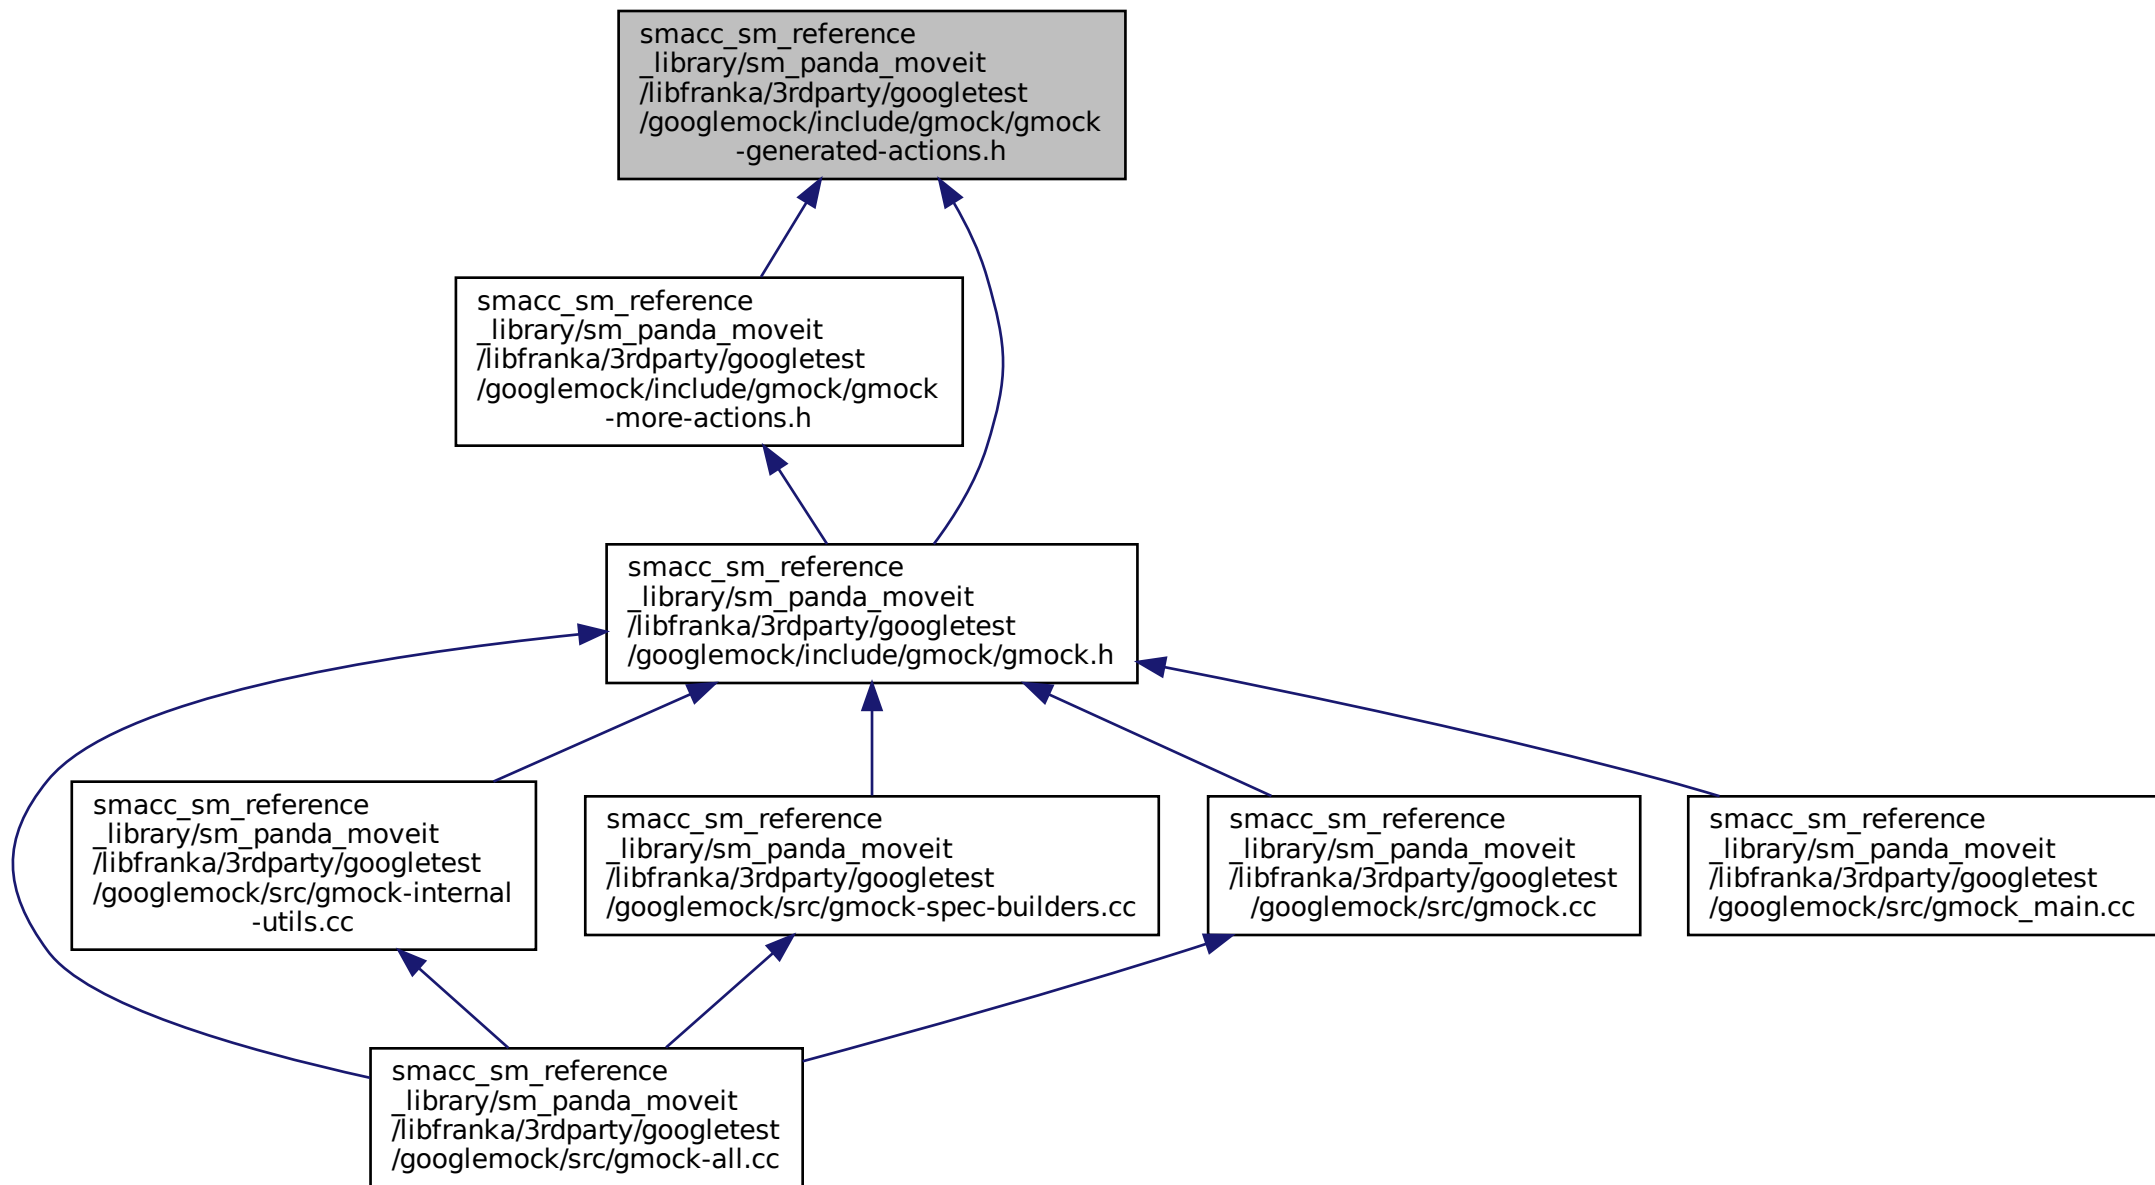 smacc_sm_reference
_library/sm_panda_moveit
/libfranka/3rdparty/googletest
/googlemock/include/gmock/gmock
-generated-actions.h
smacc_sm_reference
_library/sm_panda_moveit
/libfranka/3rdparty/googletest
/googlemock/include/gmock/gmock
-more-actions.h
smacc_sm_reference
_library/sm_panda_moveit
/libfranka/3rdparty/googletest
/googlemock/include/gmock/gmock.h
smacc_sm_reference
_library/sm_panda_moveit
/libfranka/3rdparty/googletest
/googlemock/src/gmock-internal
-utils.cc
smacc_sm_reference
_library/sm_panda_moveit
/libfranka/3rdparty/googletest
/googlemock/src/gmock-spec-builders.cc
smacc_sm_reference
_library/sm_panda_moveit
/libfranka/3rdparty/googletest
/googlemock/src/gmock.cc
smacc_sm_reference
_library/sm_panda_moveit
/libfranka/3rdparty/googletest
/googlemock/src/gmock_main.cc
smacc_sm_reference
_library/sm_panda_moveit
/libfranka/3rdparty/googletest
/googlemock/src/gmock-all.cc